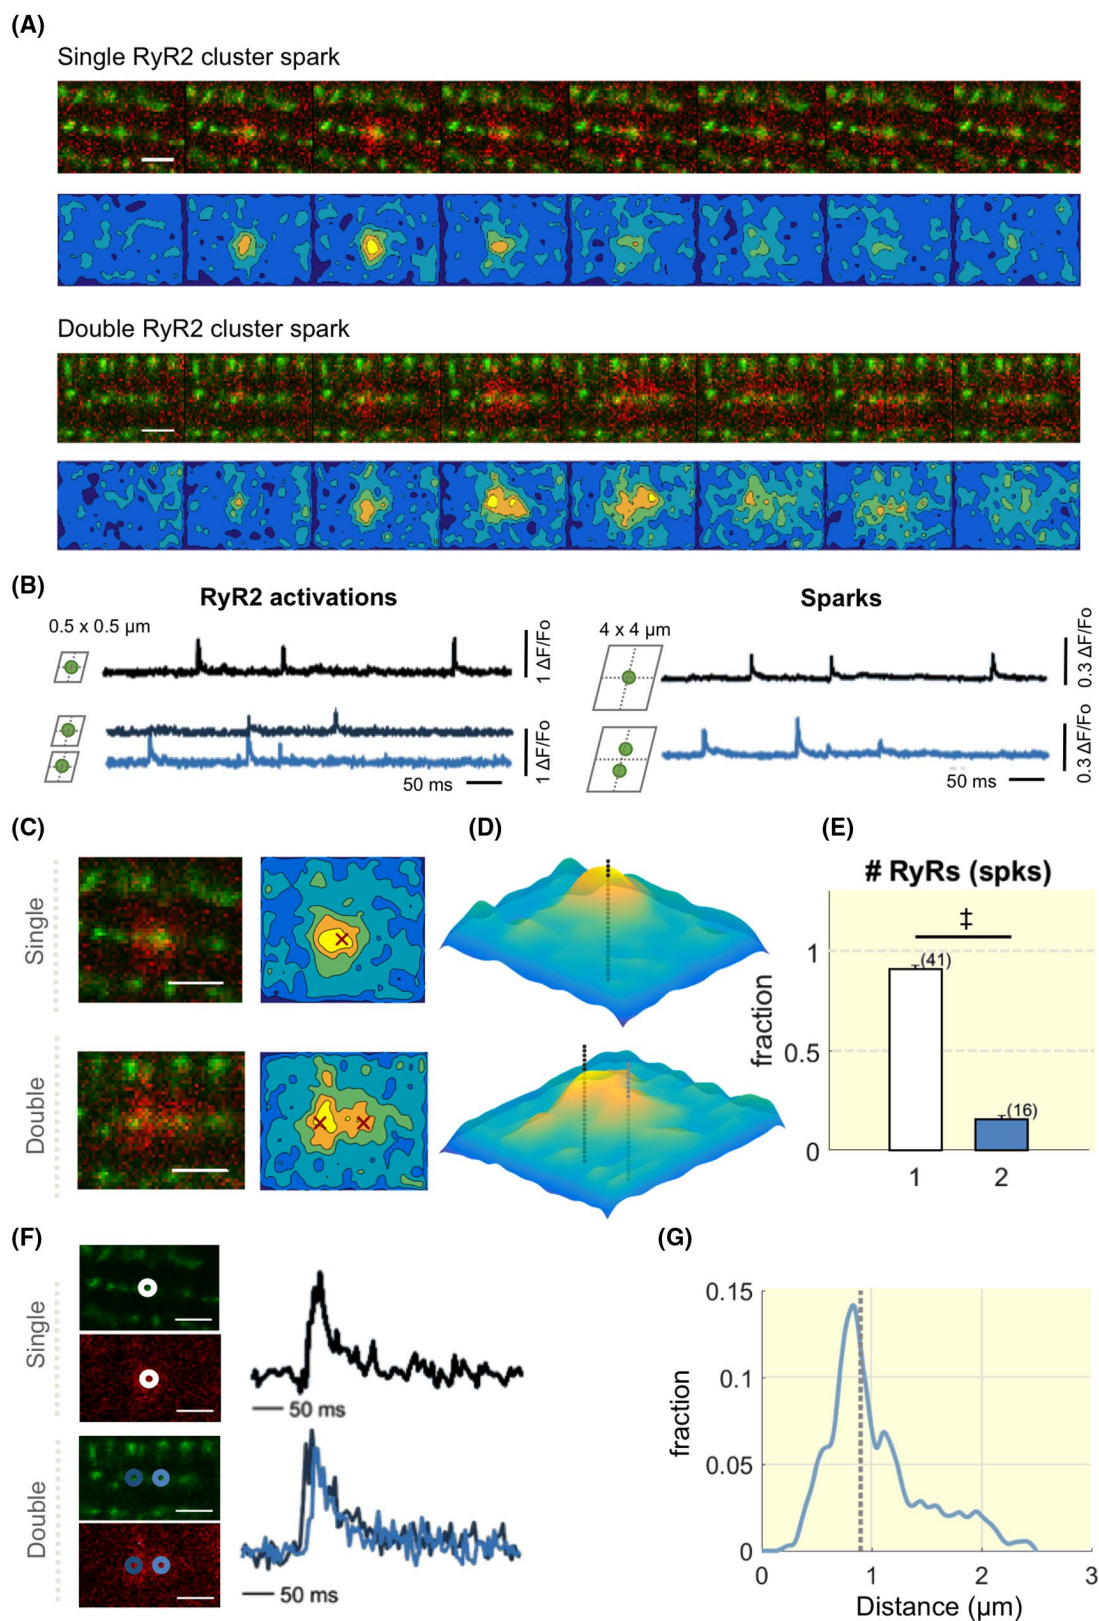 (A)
Single RyR2 cluster spark
Double RyR2 cluster spark
(B)
RyR2 activations
Sparks
0.5 x 0.5 µm
1 ΔF/Fo
4 x 4 µm
0.3 ΔF/Fo
1 ΔF/Fo
50 ms
0.3 ΔF/Fo
50 ms
(C)
(D)
(E)
Single
Double
# RyRs (spks)
‡
fraction
1
0.5
0
(41)
(16)
1
2
(F)
(G)
Single
50 ms
Double
50 ms
fraction
0.15
0.1
0.05
0
0
1
2
3
Distance (µm)